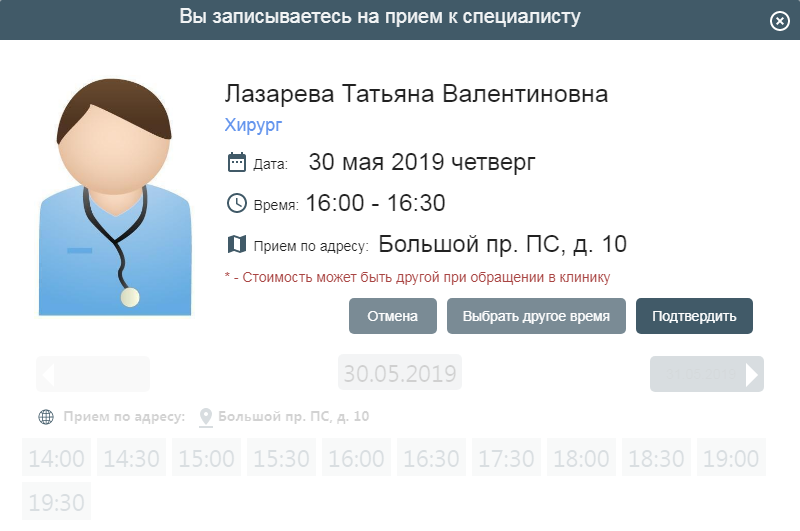 Вы записываетесь на прием к специалисту
Лазарева Татьяна Валентиновна
Хирург
Дата: 30 мая 2019 четверг
Время: 16:00 - 16:30
Прием по адресу: Большой пр. ПС, д. 10
* - Стоимость может быть другой при обращении в клинику
Отмена Выбрать другое время Подтвердить
30.05.2019
Прием по адресу: Большой пр. ПС, д. 10
14:00 14:30 15:00 15:30 16:00 16:30 17:30 18:00 18:30 19:00
19:30